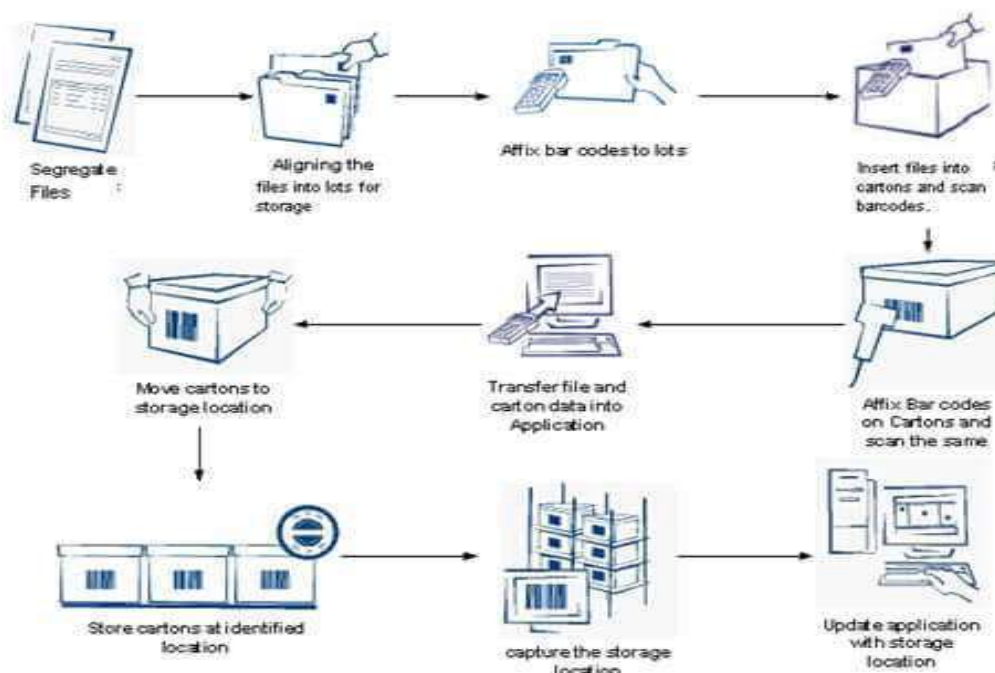 Segregate
Files :
Aligning the
files into lots for
storage
Affix bar codes to lots
Insert files into
cartons and scan
barcodes.
Move cartons to
storage location
Transfer file and
carton data into
Application
Affix Bar codes
on Cartons and
scan the same
Store cartons at identified
location
capture the storage
location
Update application
with storage
location